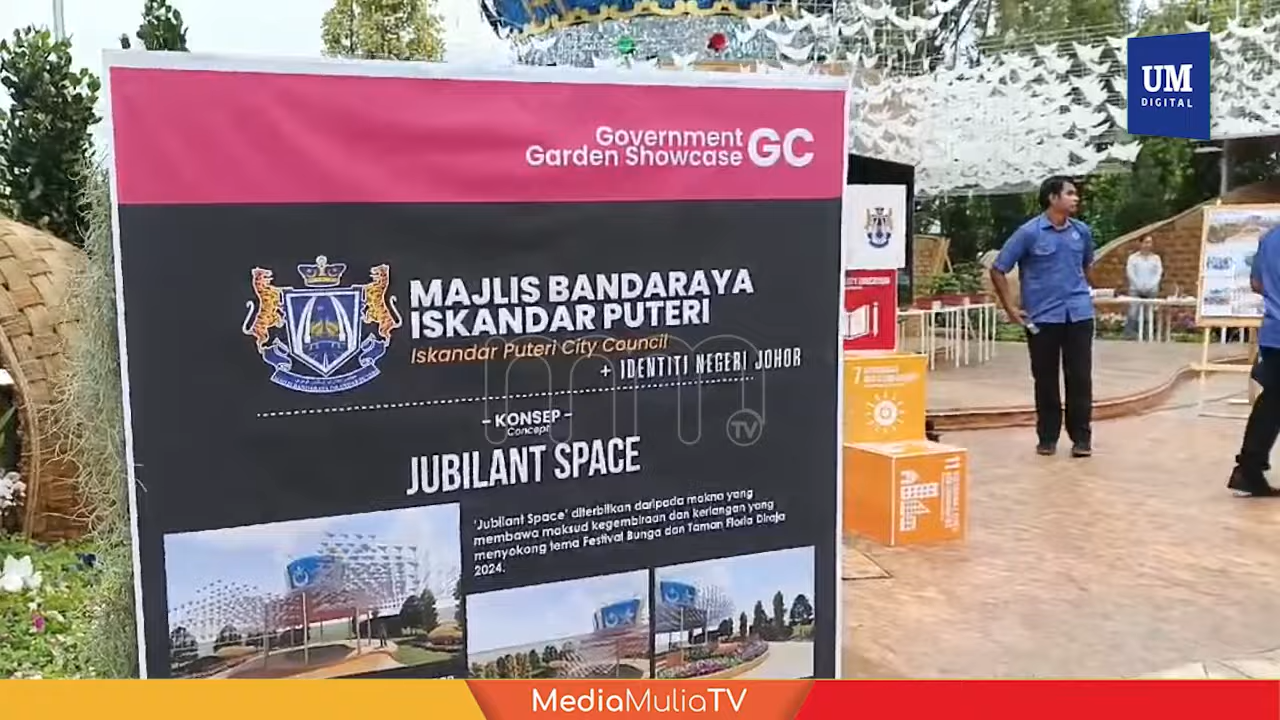 UM
DIGITAL
Government
Garden Showcase GC
MAJLIS BANDARAYA
ISKANDAR PUTERI
Iskandar Puteri City Council
+ IDENTITI NEGERI JOHOR
– KONSEP –
Concept
JUBILANT SPACE
'Jubilant Space' diterbitkan daripada makna yang
membawa maksud kegembiraan dan keriangan yang
menyokong tema Festival Bunga dan Taman Floria Diraja
2024.
7
11
TV
MediaMuliaTV